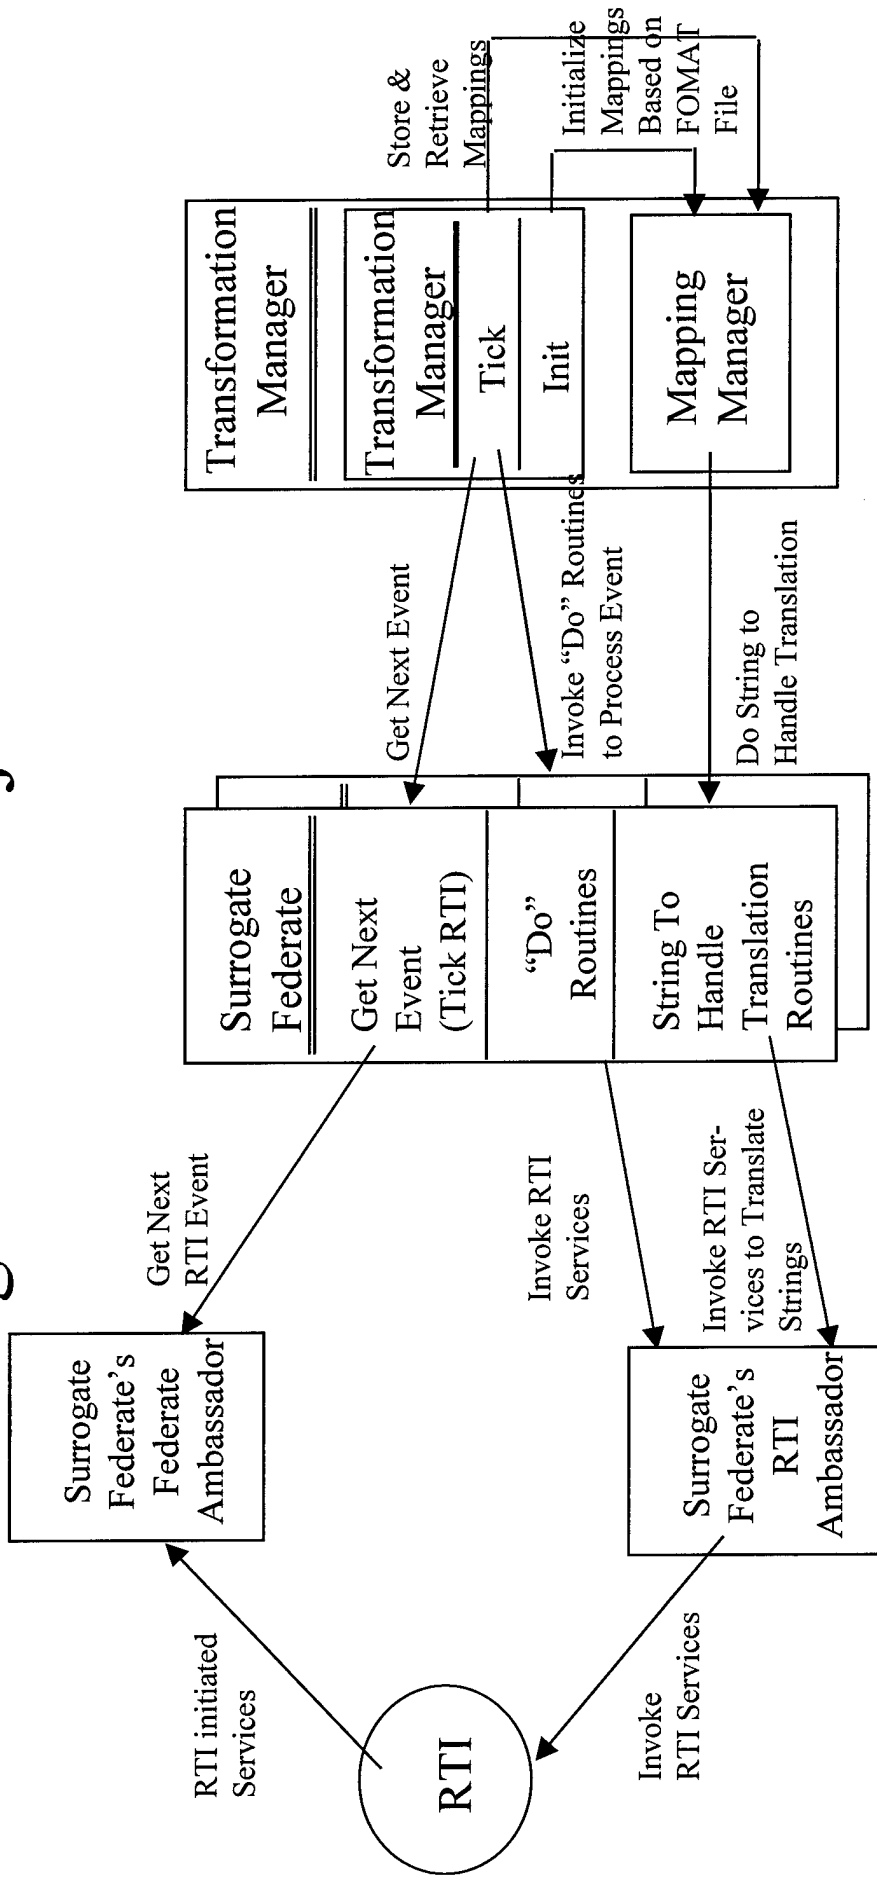 RTI
RTI initiated
Services
Invoke
RTI Services
Surrogate
Federate's
Federate
Ambassador
Surrogate
Federate's
RTI
Ambassador
Get Next
RTI Event
Invoke RTI
Services
Invoke RTI Ser-
vices to Translate
Strings
Surrogate
Federate
Get Next
Event
(Tick RTI)
“Do”
Routines
String To
Handle
Translation
Routines
Get Next Event
Invoke “Do” Routines
to Process Event
Do String to
Handle Translation
Transformation
Manager
Transformation
Manager
Tick
Init
Mapping
Manager
Store &
Retrieve
Mappings
Initialize
Mappings
Based on
FOMAT
File